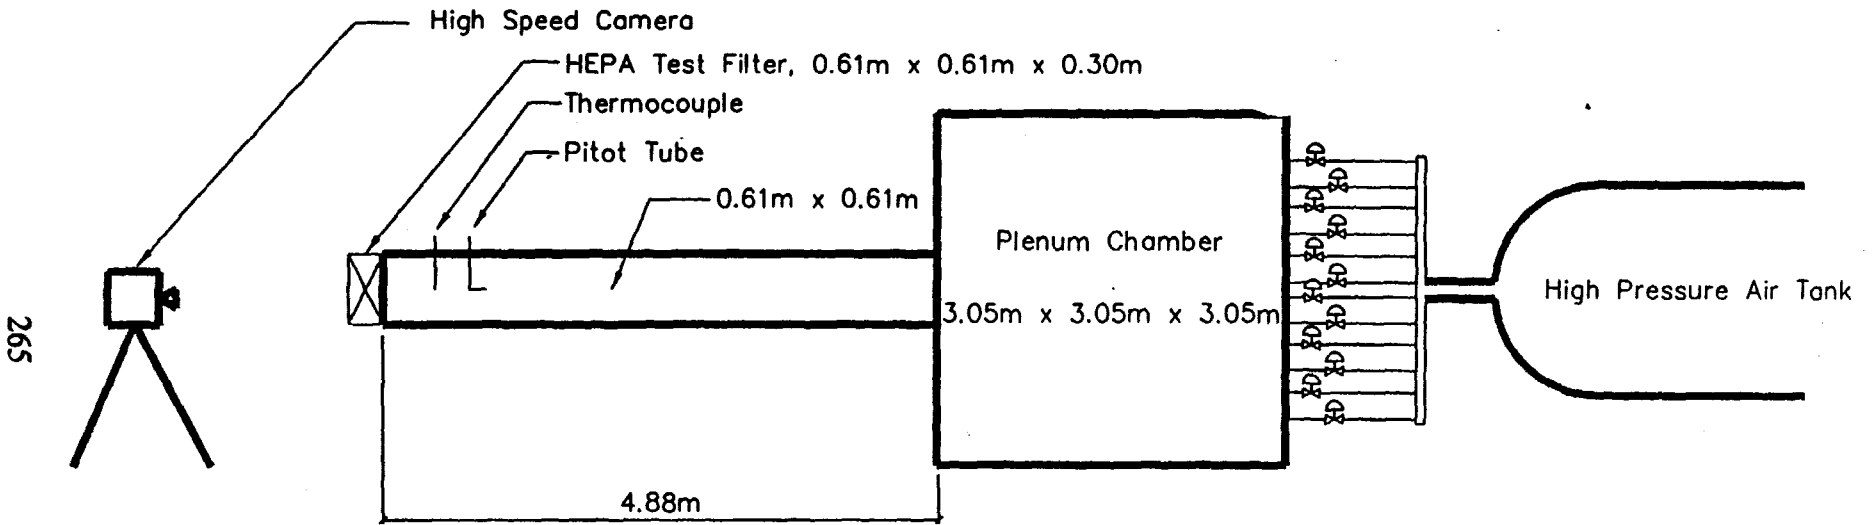 High Speed Camera
HEPA Test Filter, 0.61m x 0.61m x 0.30m
Thermocouple
Pitot Tube
0.61m x 0.61m
Plenum Chamber
3.05m x 3.05m x 3.05m
High Pressure Air Tank
4.88m
265